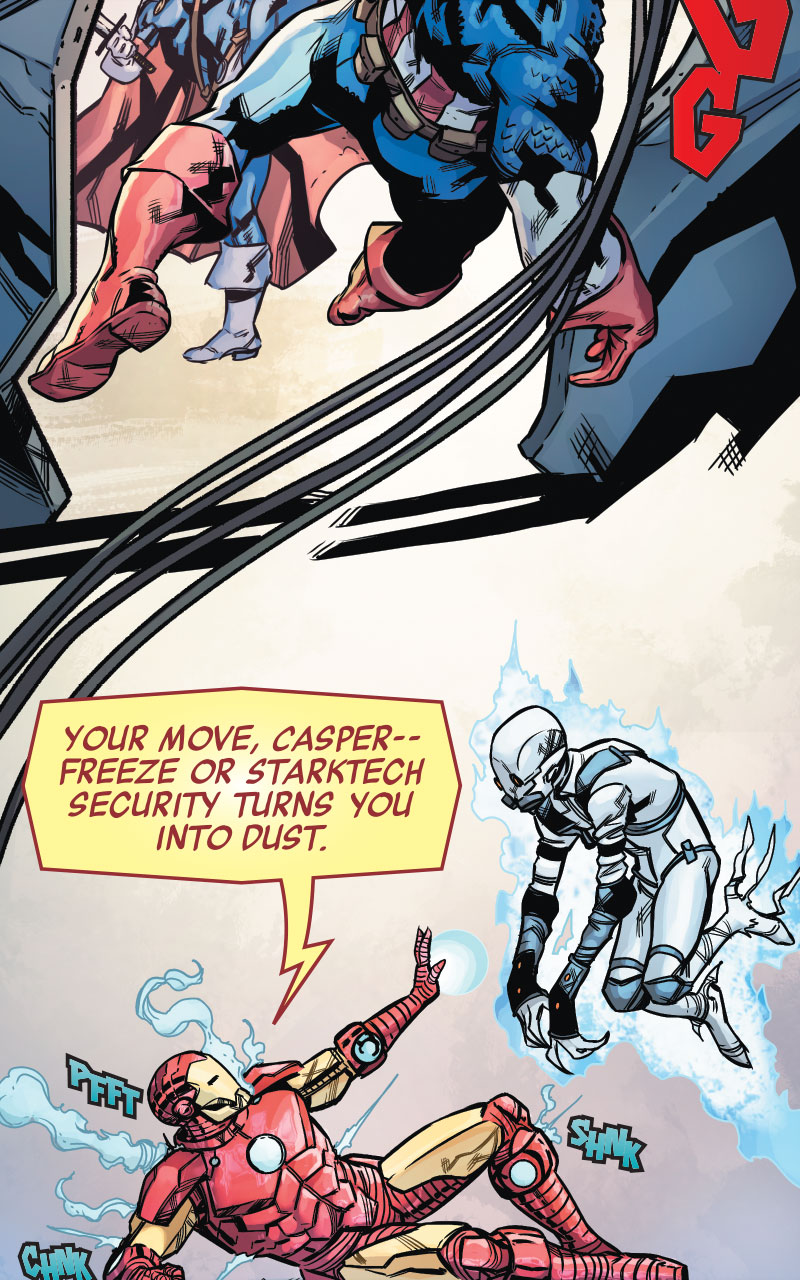 G
YOUR MOVE, CASPER--
FREEZE OR STARKTECH
SECURITY TURNS YOU
INTO DUST.
PFFT
SHNK
CHNK